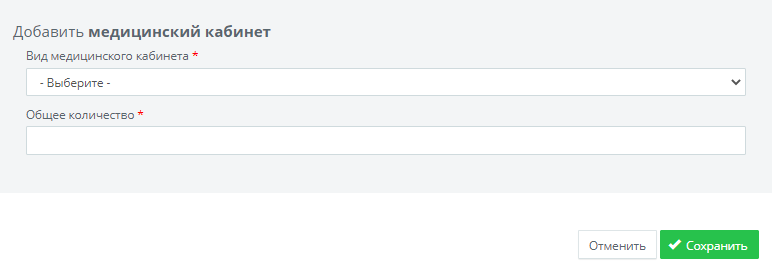 Добавить медицинский кабинет
Вид медицинского кабинета *
- Выберите -
Общее количество *
Отменить
Сохранить